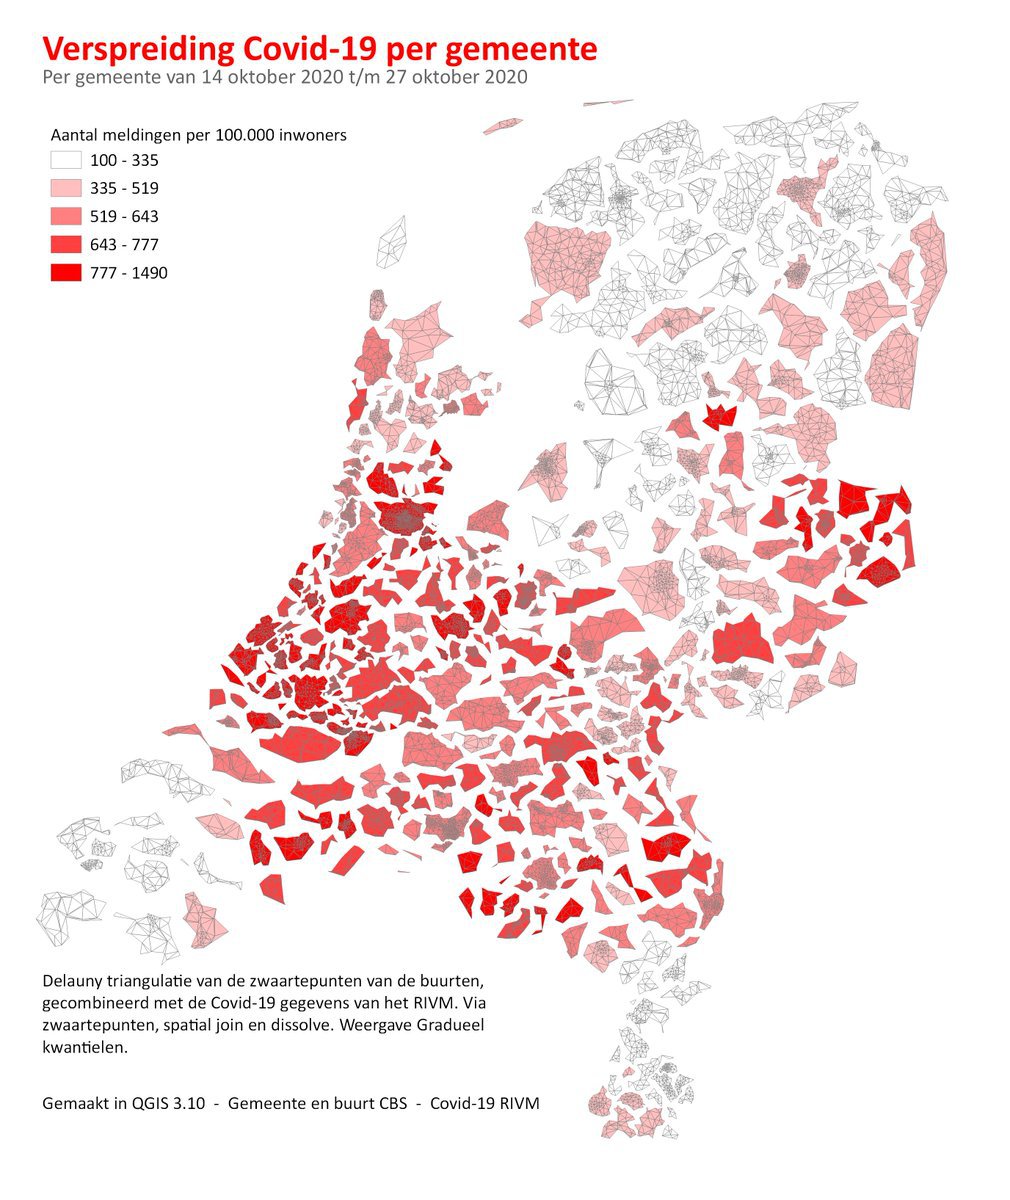 Verspreiding Covid-19 per gemeente
Per gemeente van 14 oktober 2020 t/m 27 oktober 2020
Aantal meldingen per 100.000 inwoners
100 - 335
335 - 519
519 - 643
643 - 777
777 - 1490
Delauny triangulatie van de zwaartepunten van de buurten,
gecombineerd met de Covid-19 gegevens van het RIVM. Via
zwaartepunten, spatial join en dissolve. Weergave Gradueel
kwantielen.
Gemaakt in QGIS 3.10 - Gemeente en buurt CBS - Covid-19 RIVM